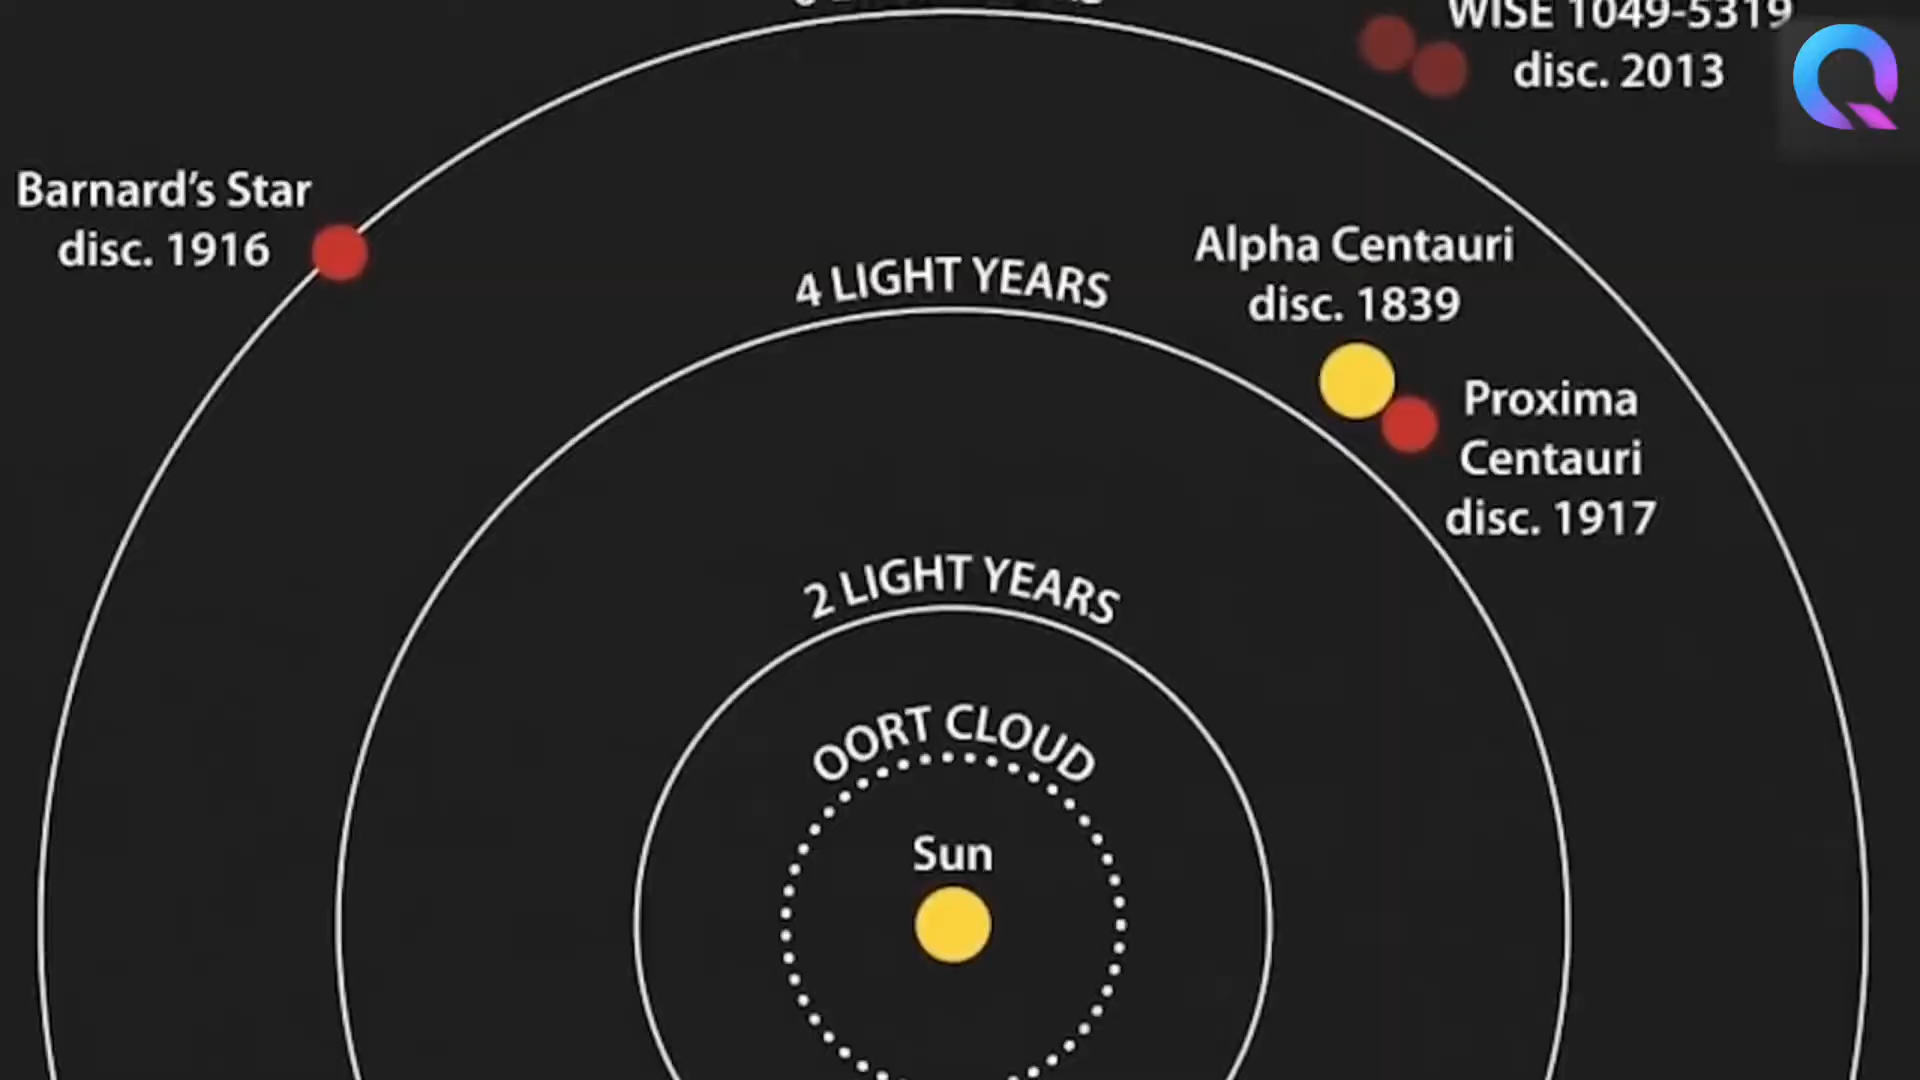 WISE 1049-5319
disc. 2013
Barnard's Star
disc. 1916
Alpha Centauri
disc. 1839
4 LIGHT YEARS
Proxima
Centauri
disc. 1917
2 LIGHT YEARS
OORT CLOUD
Sun